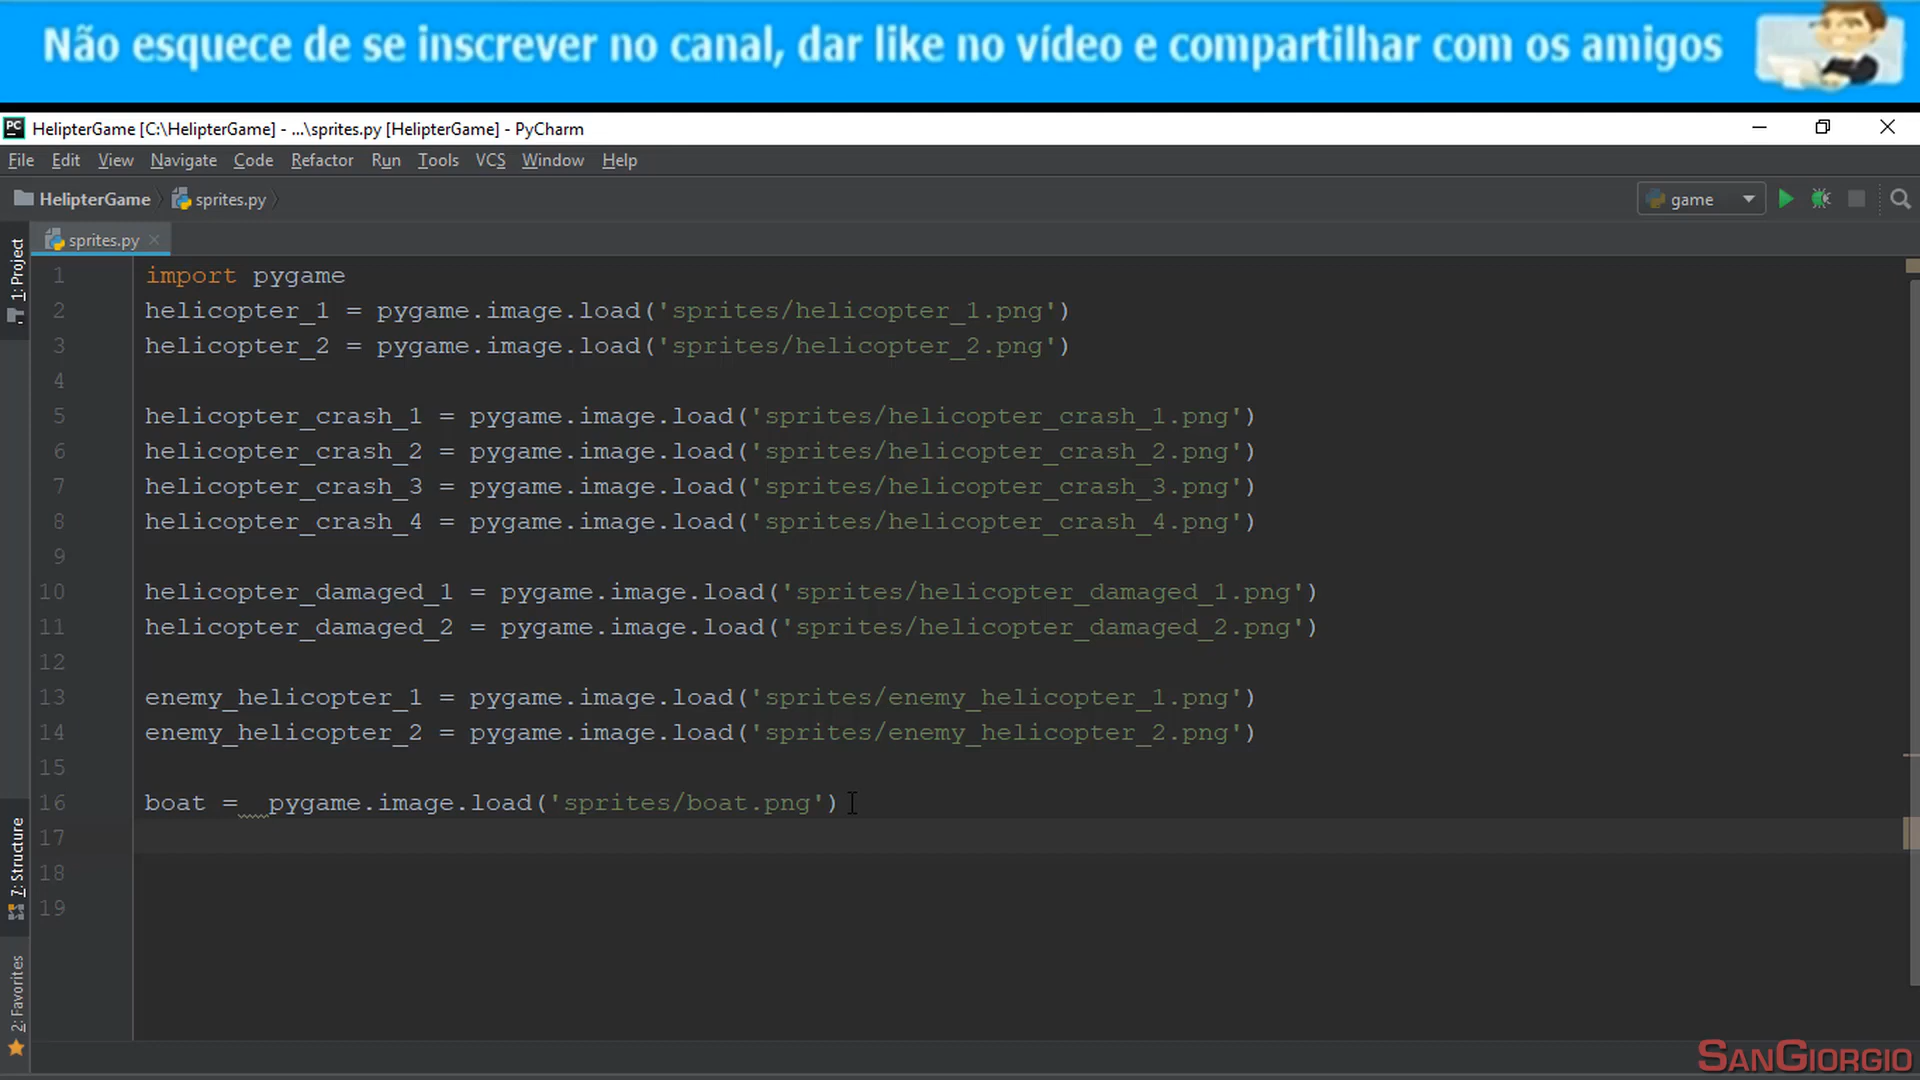 Não esquece de se inscrever no canal, dar like no vídeo e compartilhar com os amigos
PC HelipterGame [C:\HelipterGame] - ...\sprites.py [HelipterGame] - PyCharm
File Edit View Navigate Code Refactor Run Tools VCS Window Help
HelipterGame sprites.py game
sprites.py
1: Project
1 import pygame
2 helicopter_1 = pygame.image.load('sprites/helicopter_1.png')
3 helicopter_2 = pygame.image.load('sprites/helicopter_2.png')
4
5 helicopter_crash_1 = pygame.image.load('sprites/helicopter_crash_1.png')
6 helicopter_crash_2 = pygame.image.load('sprites/helicopter_crash_2.png')
7 helicopter_crash_3 = pygame.image.load('sprites/helicopter_crash_3.png')
8 helicopter_crash_4 = pygame.image.load('sprites/helicopter_crash_4.png')
9
10 helicopter_damaged_1 = pygame.image.load('sprites/helicopter_damaged_1.png')
11 helicopter_damaged_2 = pygame.image.load('sprites/helicopter_damaged_2.png')
12
13 enemy_helicopter_1 = pygame.image.load('sprites/enemy_helicopter_1.png')
14 enemy_helicopter_2 = pygame.image.load('sprites/enemy_helicopter_2.png')
15
16 boat =  pygame.image.load('sprites/boat.png')
17
18
19
7: Structure
2: Favorites
SANGIORGIO